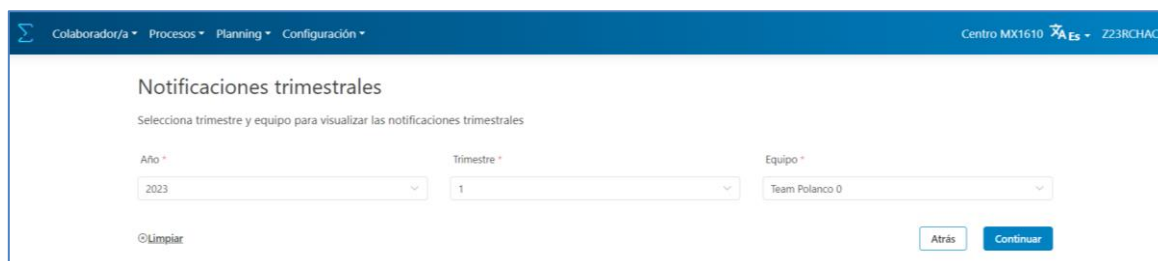 Colaborador/a Procesos Planning Configuración Centro MX1610 Es Z23RCHAC
Notificaciones trimestrales
Selecciona trimestre y equipo para visualizar las notificaciones trimestrales
Año * Trimestre * Equipo *
2023 1 Team Polanco 0
Limpiar Atrás Continuar